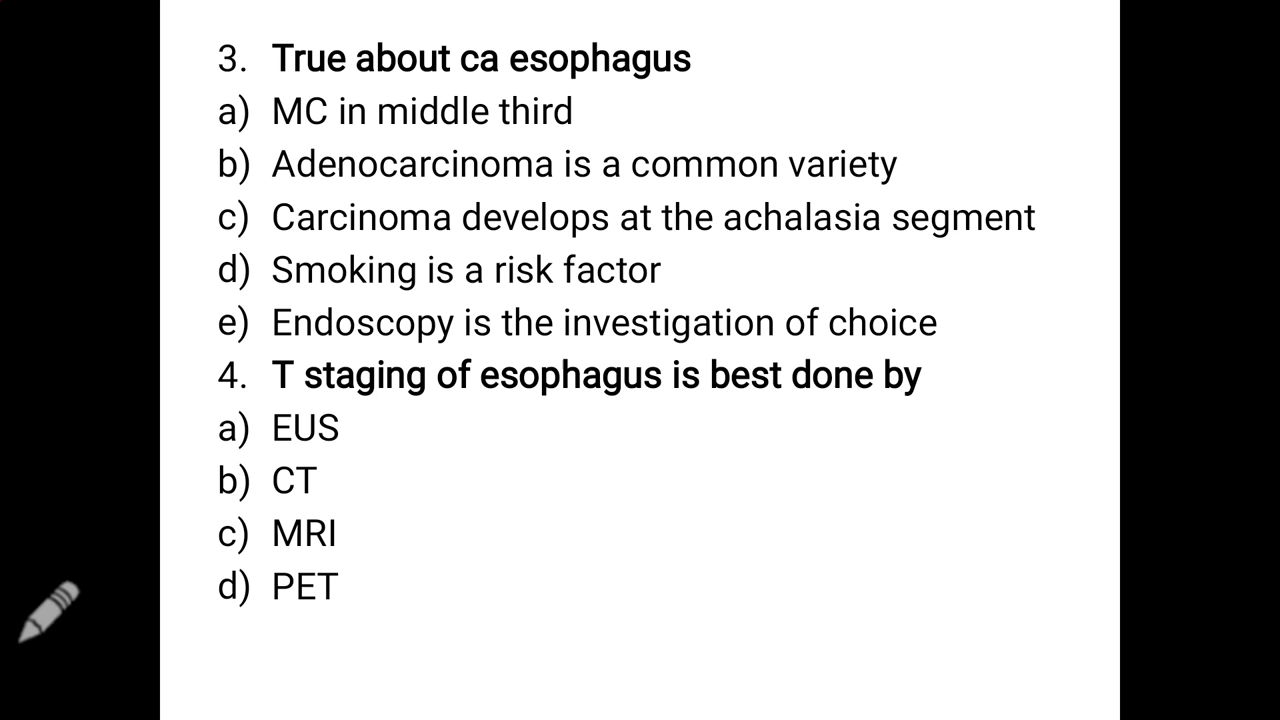 3. True about ca esophagus
a) MC in middle third
b) Adenocarcinoma is a common variety
c) Carcinoma develops at the achalasia segment
d) Smoking is a risk factor
e) Endoscopy is the investigation of choice
4. T staging of esophagus is best done by
a) EUS
b) CT
c) MRI
d) PET